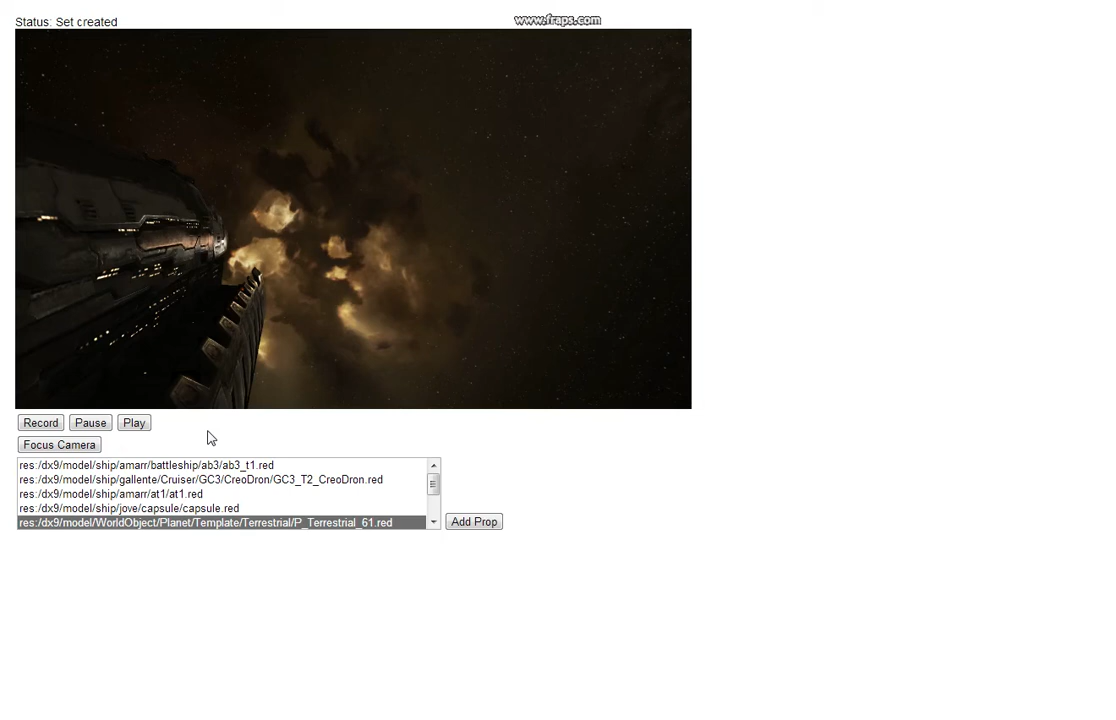 Status: Set created
www.fraps.com
Record Pause Play
Focus Camera
res:/dx9/model/ship/amarr/battleship/ab3/ab3_t1.red
res:/dx9/model/ship/gallente/Cruiser/GC3/CreoDron/GC3_T2_CreoDron.red
res:/dx9/model/ship/amarr/at1/at1.red
res:/dx9/model/ship/jove/capsule/capsule.red
res:/dx9/model/WorldObject/Planet/Template/Terrestrial/P_Terrestrial_61.red
Add Prop